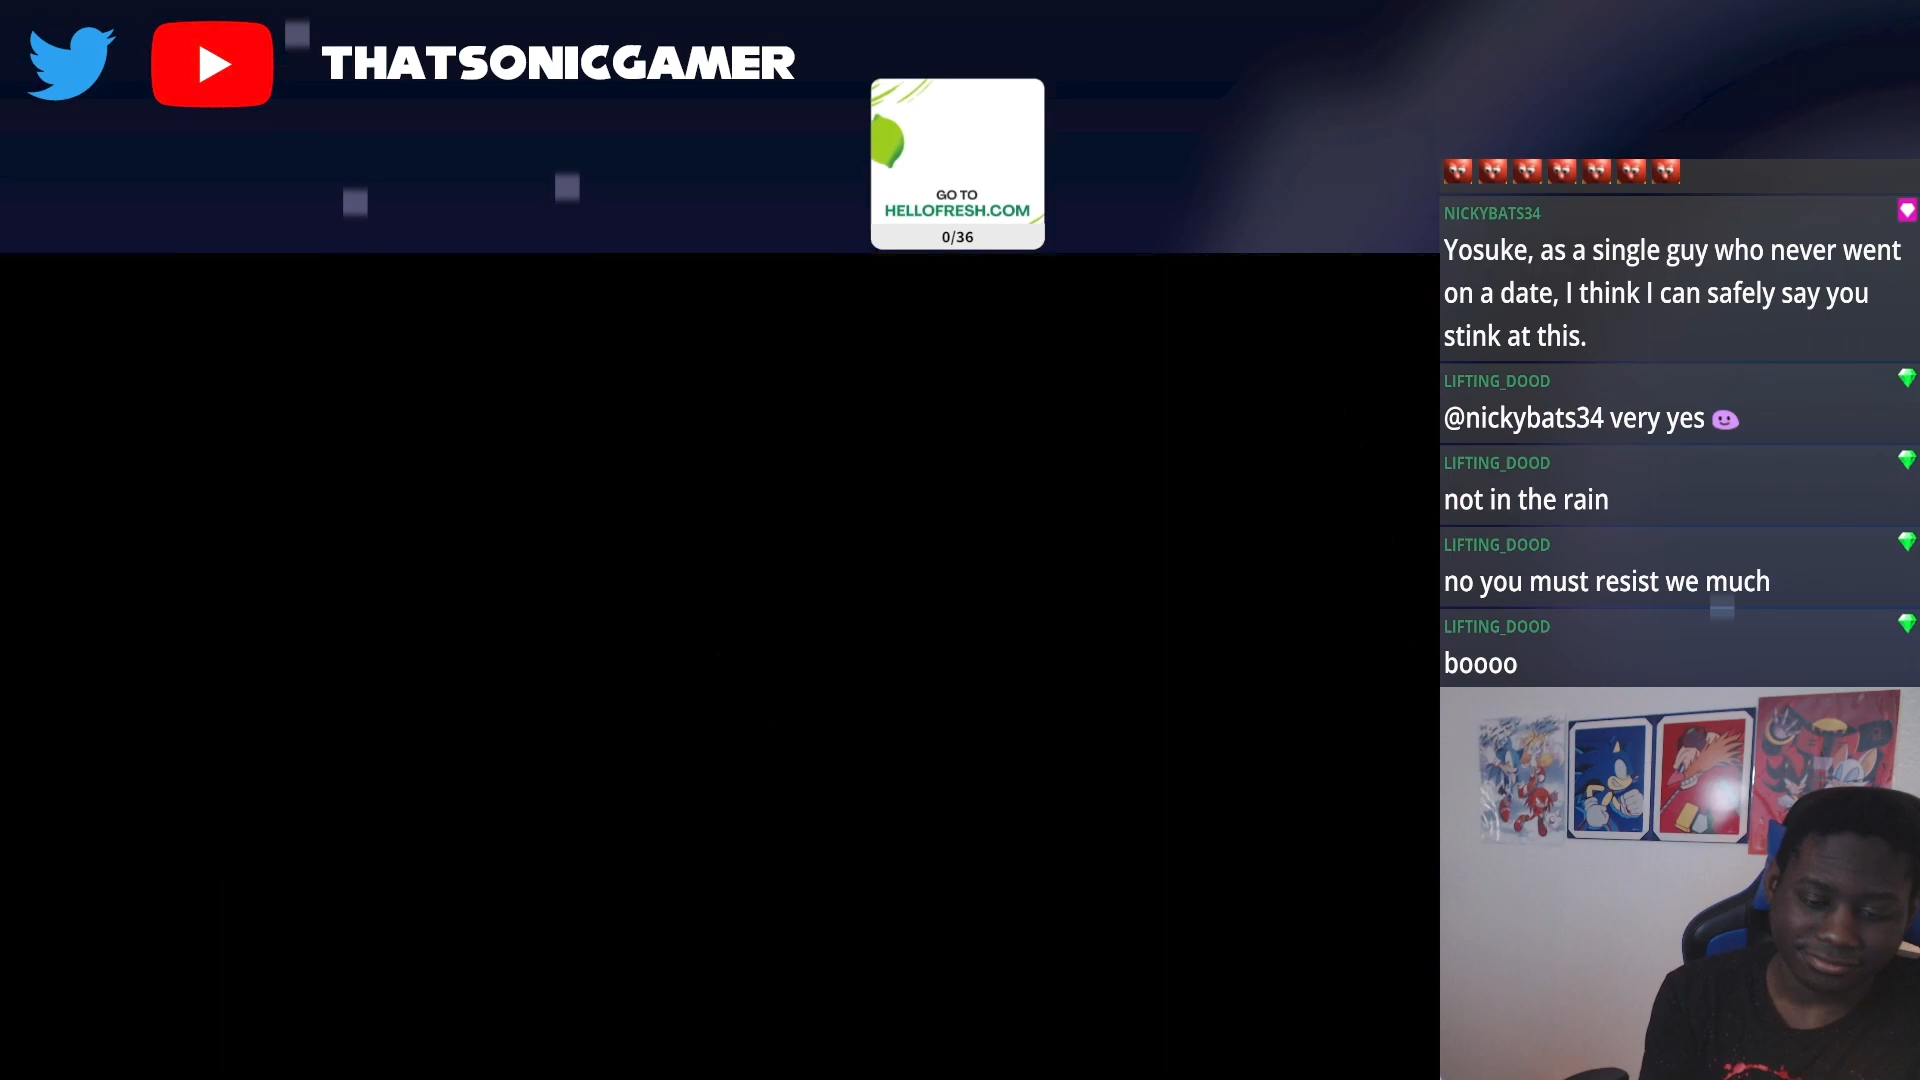 THATSONICGAMER
GO TO
HELLOFRESH.COM
0/36
NICKYBATS34
Yosuke, as a single guy who never went
on a date, I think I can safely say you
stink at this.
LIFTING_DOOD
@nickybats34 very yes
LIFTING_DOOD
not in the rain
LIFTING_DOOD
no you must resist we much
LIFTING_DOOD
boooo